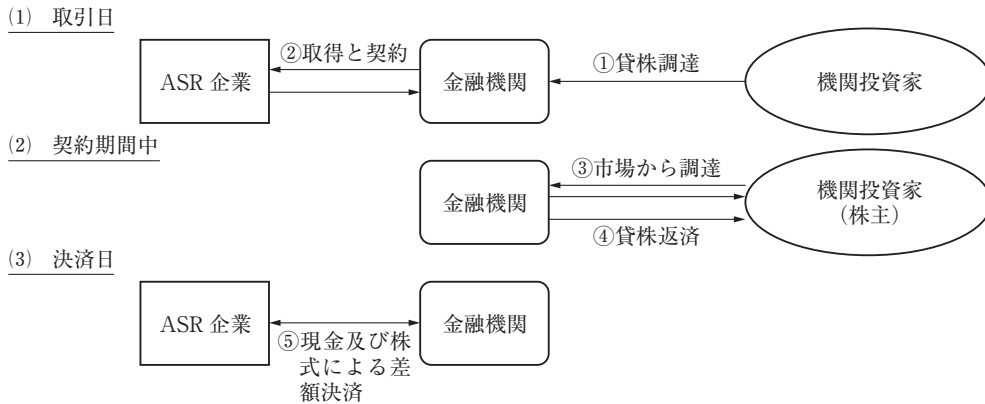 (1) 取引日
ASR 企業
②取得と契約
金融機関
①貸株調達
機関投資家
(2) 契約期間中
金融機関
③市場から調達
④貸株返済
機関投資家
(株主)
(3) 決済日
ASR 企業
金融機関
⑤現金及び株
式による差
額決済